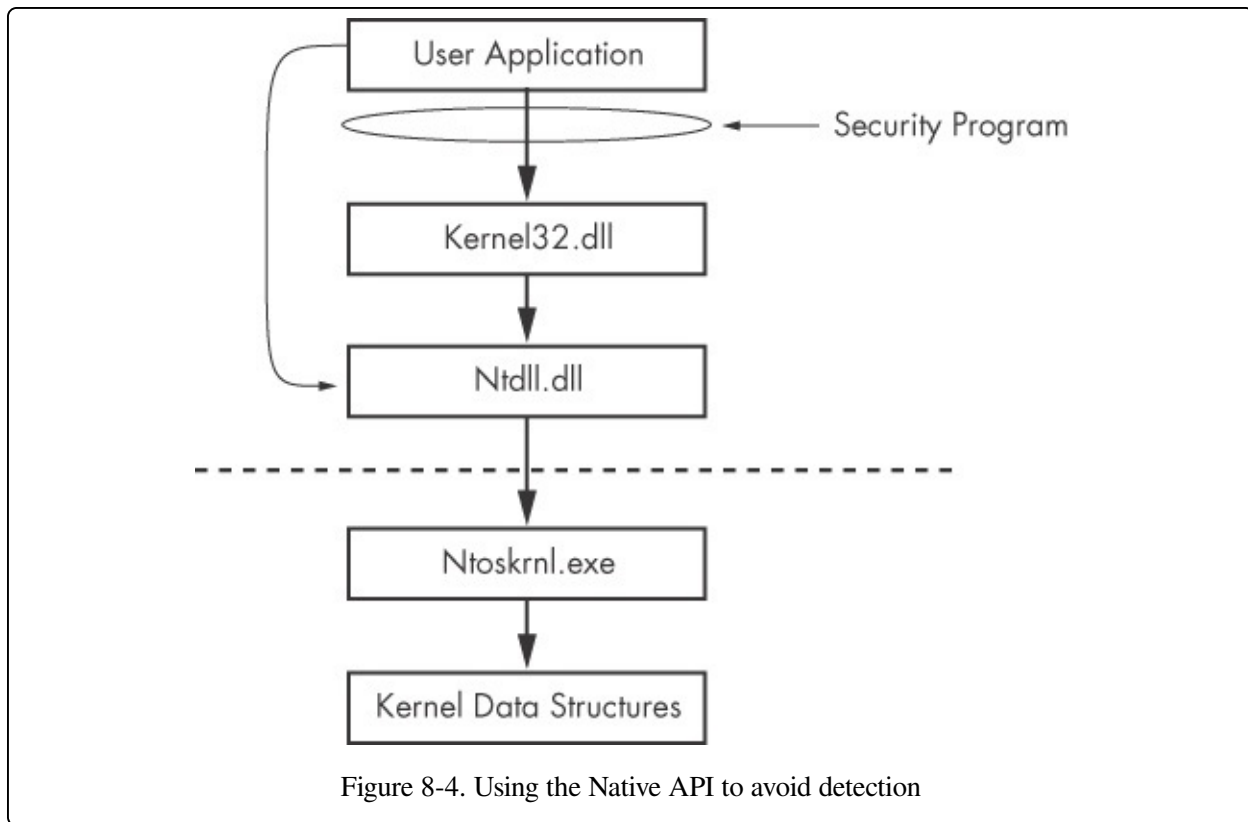 User Application
Security Program
Kernel32.dll
Ntdll.dll
Ntoskrnl.exe
Kernel Data Structures
Figure 8-4. Using the Native API to avoid detection